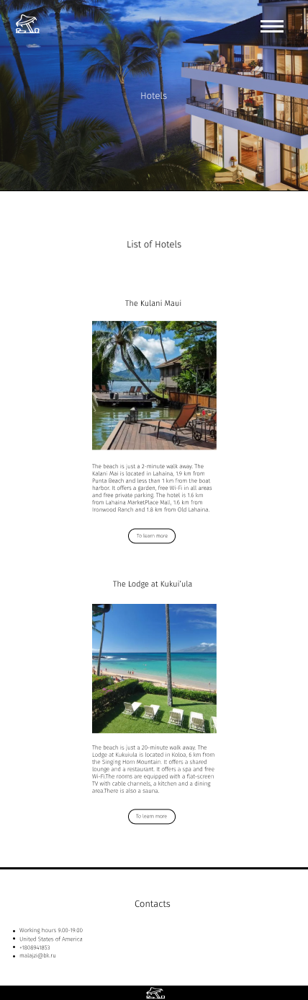 Hotels
List of Hotels
The Kulani Maui
The beach is just a 2-minute walk away. The
Kalani Mai is located in Lahaina, 1.9 km from
Punta Beach and less than 1 km from the boat
harbor. It offers a garden, free Wi-Fi in all areas
and free private parking. The hotel is 1.6 km
from Lahaina MarketPlace Mall, 1.6 km from
Ironwood Ranch and 1.8 km from Old Lahaina.
To learn more
The Lodge at Kukui'ula
The beach is just a 20-minute walk away. The
Lodge at Kukuiula is located in Koloa, 6 km from
the Singing Horn Mountain. It offers a shared
lounge and a restaurant. It offers a spa and free
Wi-Fi.The rooms are equipped with a flat-screen
TV with cable channels, a kitchen and a dining
area.There is also a sauna.
To learn more
Contacts
Working hours 9.00-19.00
United States of America
+1808941853
malajzi@bk.ru